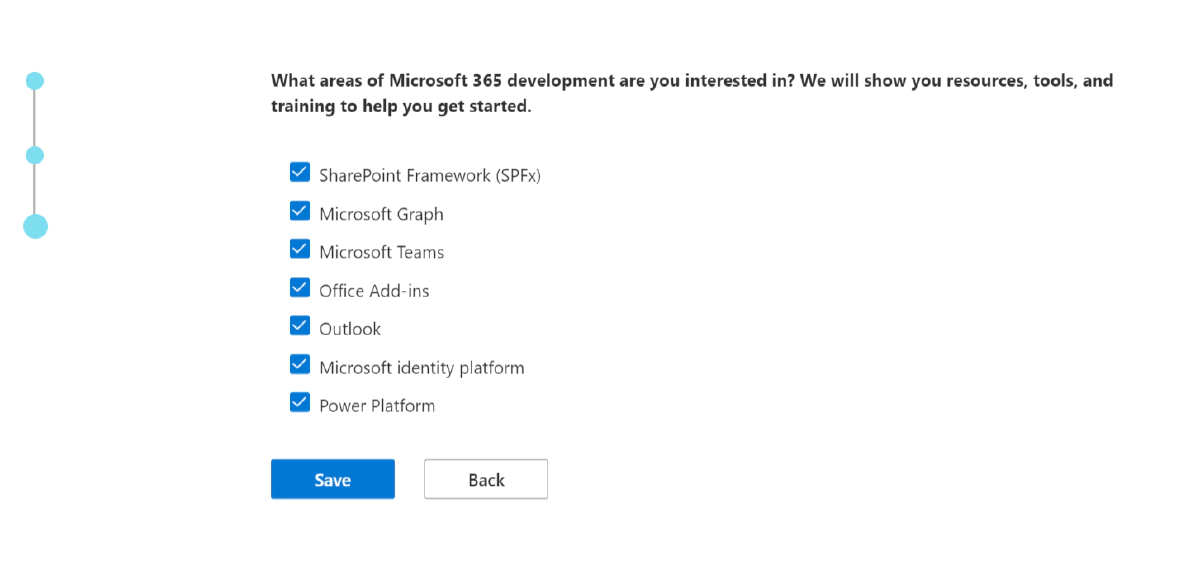 What areas of Microsoft 365 development are you interested in? We will show you resources, tools, and
training to help you get started.
SharePoint Framework (SPFx)
Microsoft Graph
Microsoft Teams
Office Add-ins
Outlook
Microsoft identity platform
Power Platform
Save
Back